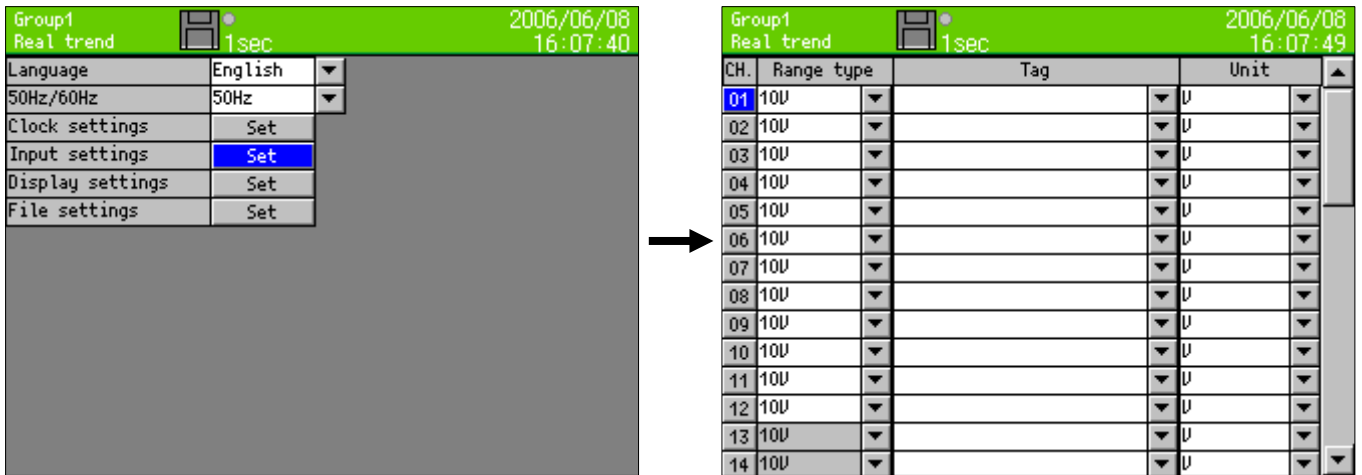 Group1
2006/06/08
Real trend
1sec
16:07:40
Language English
50Hz/60Hz 50Hz
Clock settings Set
Input settings Set
Display settings Set
File settings Set
Group1
2006/06/08
Real trend
1sec
16:07:49
CH. Range type Tag Unit
01 10V V
02 10V V
03 10V V
04 10V V
05 10V V
06 10V V
07 10V V
08 10V V
09 10V V
10 10V V
11 10V V
12 10V V
13 10V V
14 10V V